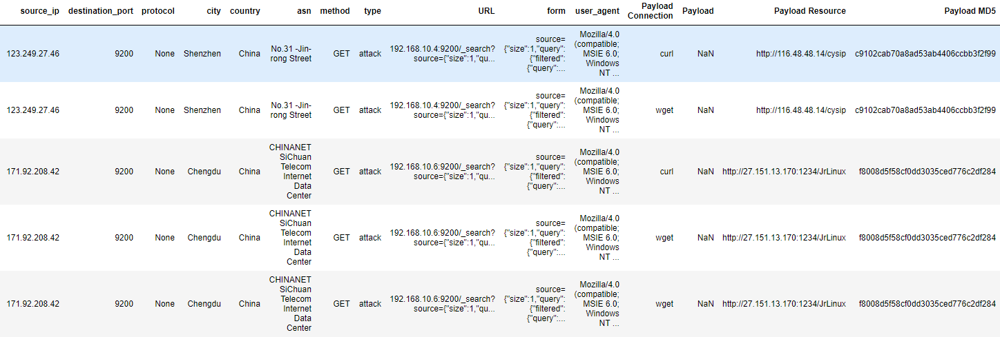 source_ip destination_port protocol city country asn method type URL form user_agent Payload Connection Payload Payload Resource Payload MD5
123.249.27.46 9200 None Shenzhen China No.31 -Jin-rong Street GET attack 192.168.10.4:9200/_search?source={"size":1,"qu... source={"size":1,"query":{"filtered":{"query":... Mozilla/4.0 (compatible; MSIE 6.0; Windows NT ... curl NaN http://116.48.48.14/cysip c9102cab70a8ad53ab4406ccbb3f2f99
123.249.27.46 9200 None Shenzhen China No.31 -Jin-rong Street GET attack 192.168.10.4:9200/_search?source={"size":1,"qu... source={"size":1,"query":{"filtered":{"query":... Mozilla/4.0 (compatible; MSIE 6.0; Windows NT ... wget NaN http://116.48.48.14/cysip c9102cab70a8ad53ab4406ccbb3f2f99
171.92.208.42 9200 None Chengdu China CHINANET SiChuan Telecom Internet Data Center GET attack 192.168.10.6:9200/_search?source={"size":1,"qu... source={"size":1,"query":{"filtered":{"query":... Mozilla/4.0 (compatible; MSIE 6.0; Windows NT ... curl NaN http://27.151.13.170:1234/JrLinux f8008d5f58cf0dd3035ced776c2df284
171.92.208.42 9200 None Chengdu China CHINANET SiChuan Telecom Internet Data Center GET attack 192.168.10.6:9200/_search?source={"size":1,"qu... source={"size":1,"query":{"filtered":{"query":... Mozilla/4.0 (compatible; MSIE 6.0; Windows NT ... wget NaN http://27.151.13.170:1234/JrLinux f8008d5f58cf0dd3035ced776c2df284
171.92.208.42 9200 None Chengdu China CHINANET SiChuan Telecom Internet Data Center GET attack 192.168.10.6:9200/_search?source={"size":1,"qu... source={"size":1,"query":{"filtered":{"query":... Mozilla/4.0 (compatible; MSIE 6.0; Windows NT ... wget NaN http://27.151.13.170:1234/JrLinux f8008d5f58cf0dd3035ced776c2df284